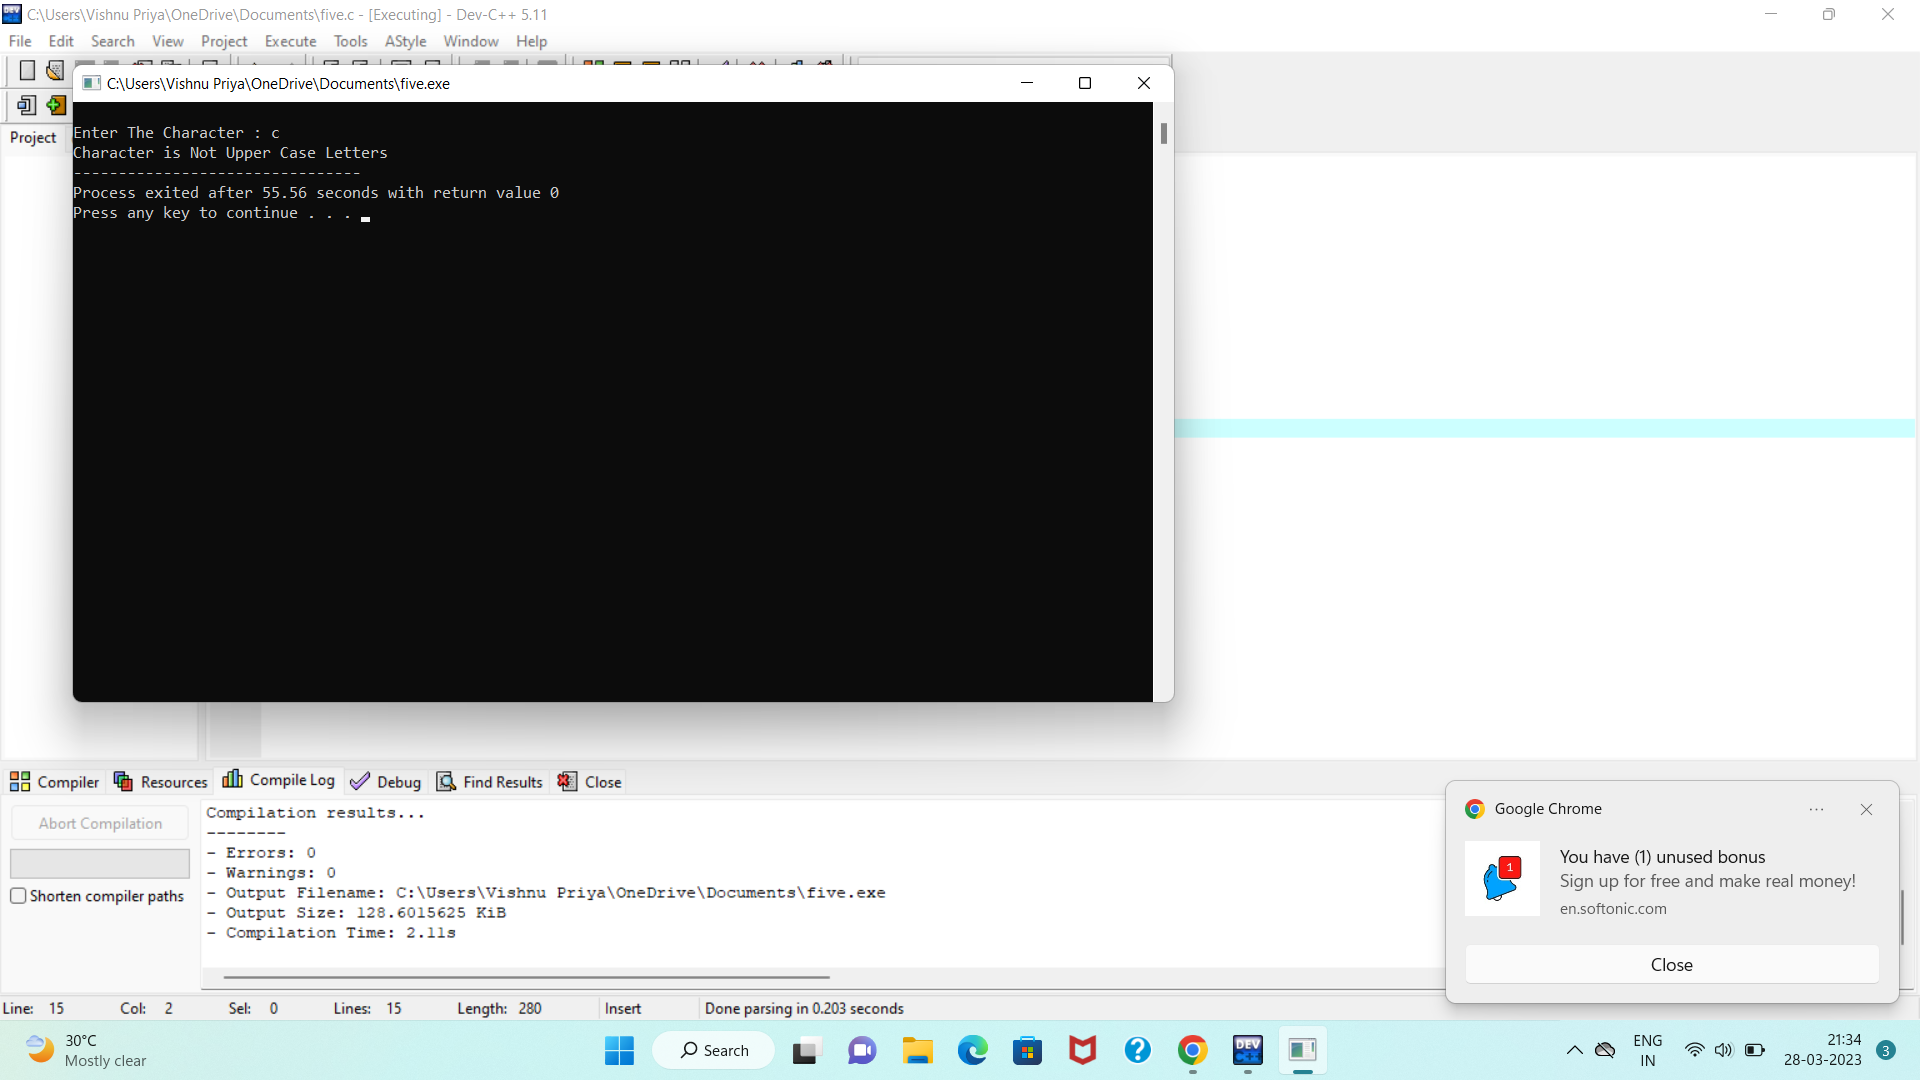 C:\Users\Vishnu Priya\OneDrive\Documents\five.c - [Executing] - Dev-C++ 5.11
File Edit Search View Project Execute Tools AStyle Window Help
C:\Users\Vishnu Priya\OneDrive\Documents\five.exe
Project
Enter The Character : c
Character is Not Upper Case Letters
--------------------------------
Process exited after 55.56 seconds with return value 0
Press any key to continue . . .
Compiler Resources Compile Log Debug Find Results Close
Abort Compilation
Shorten compiler paths
Compilation results...
--------
- Errors: 0
- Warnings: 0
- Output Filename: C:\Users\Vishnu Priya\OneDrive\Documents\five.exe
- Output Size: 128.6015625 KiB
- Compilation Time: 2.11s
Google Chrome
1
You have (1) unused bonus
Sign up for free and make real money!
en.softonic.com
Close
Line: 15 Col: 2 Sel: 0 Lines: 15 Length: 280 Insert Done parsing in 0.203 seconds
30°C
Mostly clear
Search
DEV
C++
ENG
IN
21:34
28-03-2023
3